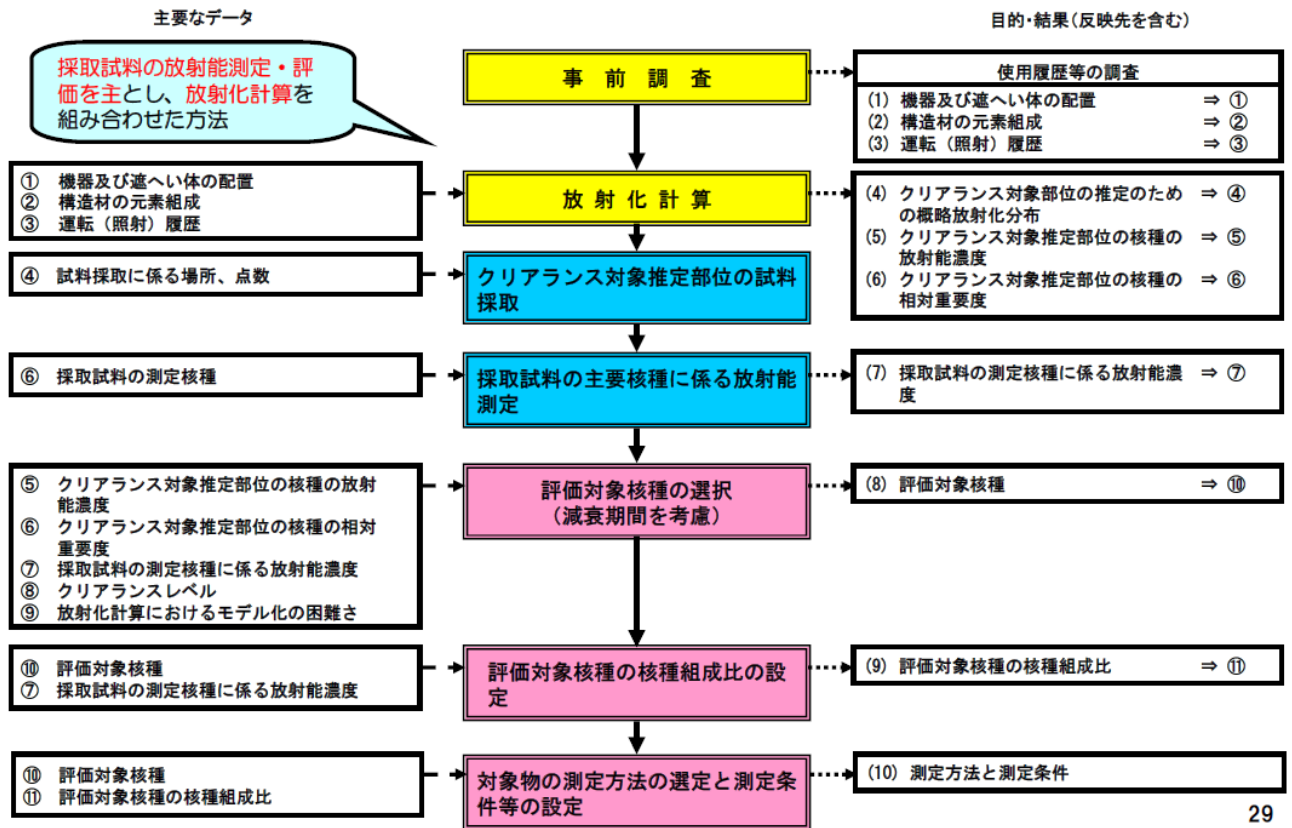 主要なデータ
目的・結果(反映先を含む)
採取試料の放射能測定・評
価を主とし、放射化計算を
組み合わせた方法
事 前 調 査
使用履歴等の調査
(1) 機器及び遮へい体の配置 ⇒ ①
(2) 構造材の元素組成 ⇒ ②
(3) 運転(照射)履歴 ⇒ ③
① 機器及び遮へい体の配置
② 構造材の元素組成
③ 運転(照射)履歴
放 射 化 計 算
(4) クリアランス対象部位の推定のため ⇒ ④
の概略放射化分布
(5) クリアランス対象推定部位の核種の ⇒ ⑤
放射能濃度
(6) クリアランス対象推定部位の核種の ⇒ ⑥
相対重要度
④ 試料採取に係る場所、点数
クリアランス対象推定部位の試料
採取
⑥ 採取試料の測定核種
採取試料の主要核種に係る放射能
測定
(7) 採取試料の測定核種に係る放射能濃 ⇒ ⑦
度
⑤ クリアランス対象推定部位の核種の放射
能濃度
⑥ クリアランス対象推定部位の核種の相対
重要度
⑦ 採取試料の測定核種に係る放射能濃度
⑧ クリアランスレベル
⑨ 放射化計算におけるモデル化の困難さ
評価対象核種の選択
(減衰期間を考慮)
(8) 評価対象核種 ⇒ ⑩
⑩ 評価対象核種
⑦ 採取試料の測定核種に係る放射能濃度
評価対象核種の核種組成比の設
定
(9) 評価対象核種の核種組成比 ⇒ ⑪
⑩ 評価対象核種
⑪ 評価対象核種の核種組成比
対象物の測定方法の選定と測定条
件等の設定
(10) 測定方法と測定条件
29